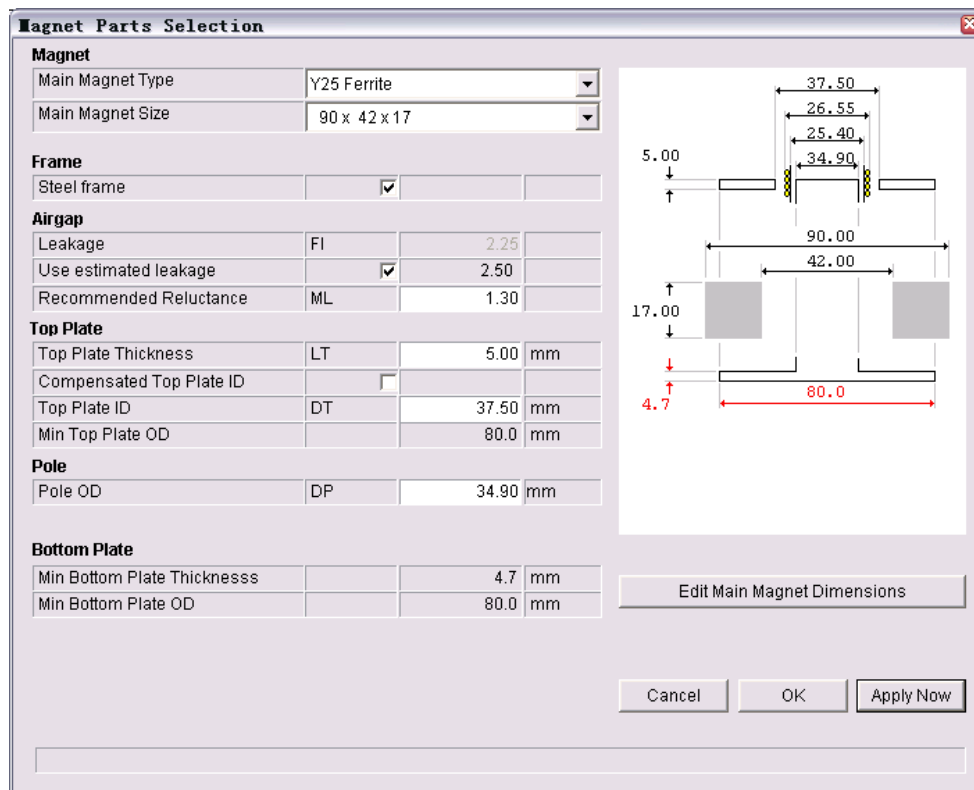 Magnet Parts Selection
Magnet
Main Magnet Type Y25 Ferrite
Main Magnet Size 90 x 42 x 17
Frame
Steel frame
Airgap
Leakage Fl 2.25
Use estimated leakage 2.50
Recommended Reluctance ML 1.30
Top Plate
Top Plate Thickness LT 5.00 mm
Compensated Top Plate ID
Top Plate ID DT 37.50 mm
Min Top Plate OD 80.0 mm
Pole
Pole OD DP 34.90 mm
Bottom Plate
Min Bottom Plate Thicknesss 4.7 mm
Min Bottom Plate OD 80.0 mm
37.50
26.55
25.40
34.90
5.00
90.00
42.00
17.00
80.0
4.7
Edit Main Magnet Dimensions
Cancel OK Apply Now